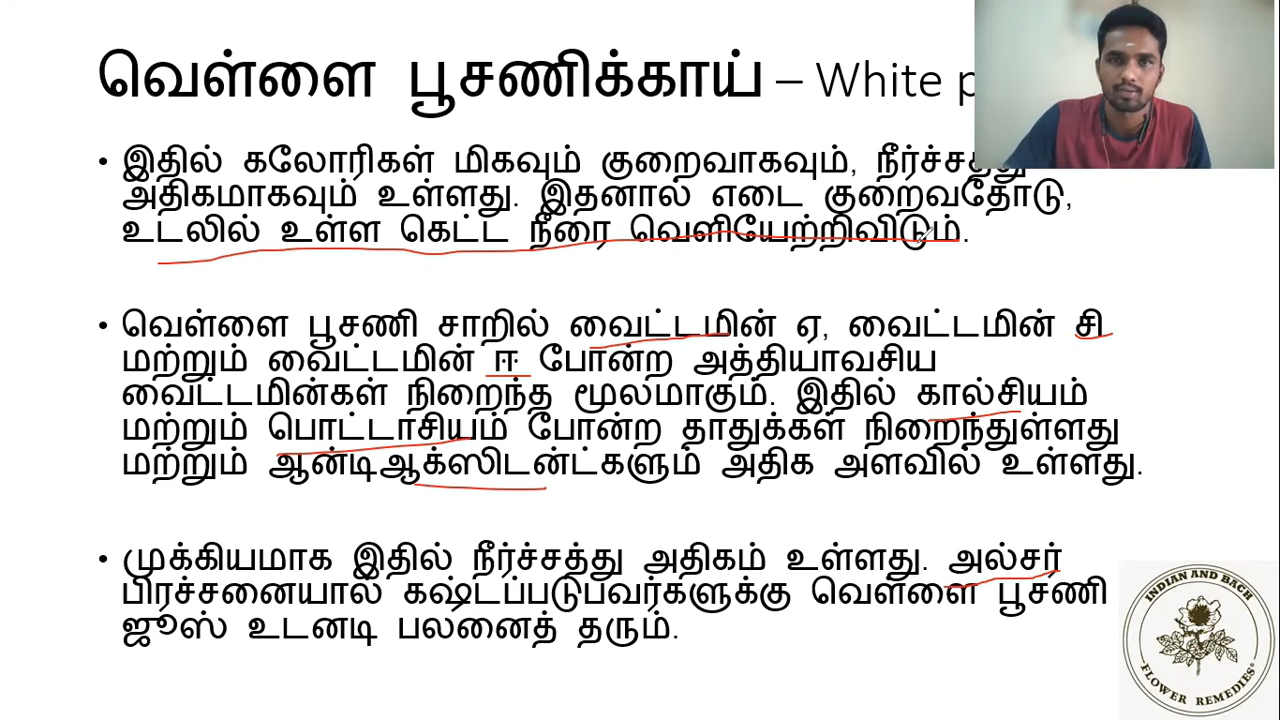 வெள்ளை பூசணிக்காய் – White
• இதில் கலோரிகள் மிகவும் குறைவாகவும், நீர்ச்சத்து
அதிகமாகவும் உள்ளது. இதனால் எடை குறைவதோடு,
உடலில் உள்ள கெட்ட நீரை வெளியேற்றிவிடும்.
• வெள்ளை பூசணி சாறில் வைட்டமின் ஏ, வைட்டமின் சி
மற்றும் வைட்டமின் ஈ போன்ற அத்தியாவசிய
வைட்டமின்கள் நிறைந்த மூலமாகும். இதில் கால்சியம்
மற்றும் பொட்டாசியம் போன்ற தாதுக்கள் நிறைந்துள்ளது
மற்றும் ஆன்டிஆக்ஸிடன்ட்களும் அதிக அளவில் உள்ளது.
• முக்கியமாக இதில் நீர்ச்சத்து அதிகம் உள்ளது. அல்சர்
பிரச்சனையால் கஷ்டப்படுபவர்களுக்கு வெள்ளை பூசணி
ஜூஸ் உடனடி பலனைத் தரும்.
INDIAN AND BACH
FLOWER REMEDIES